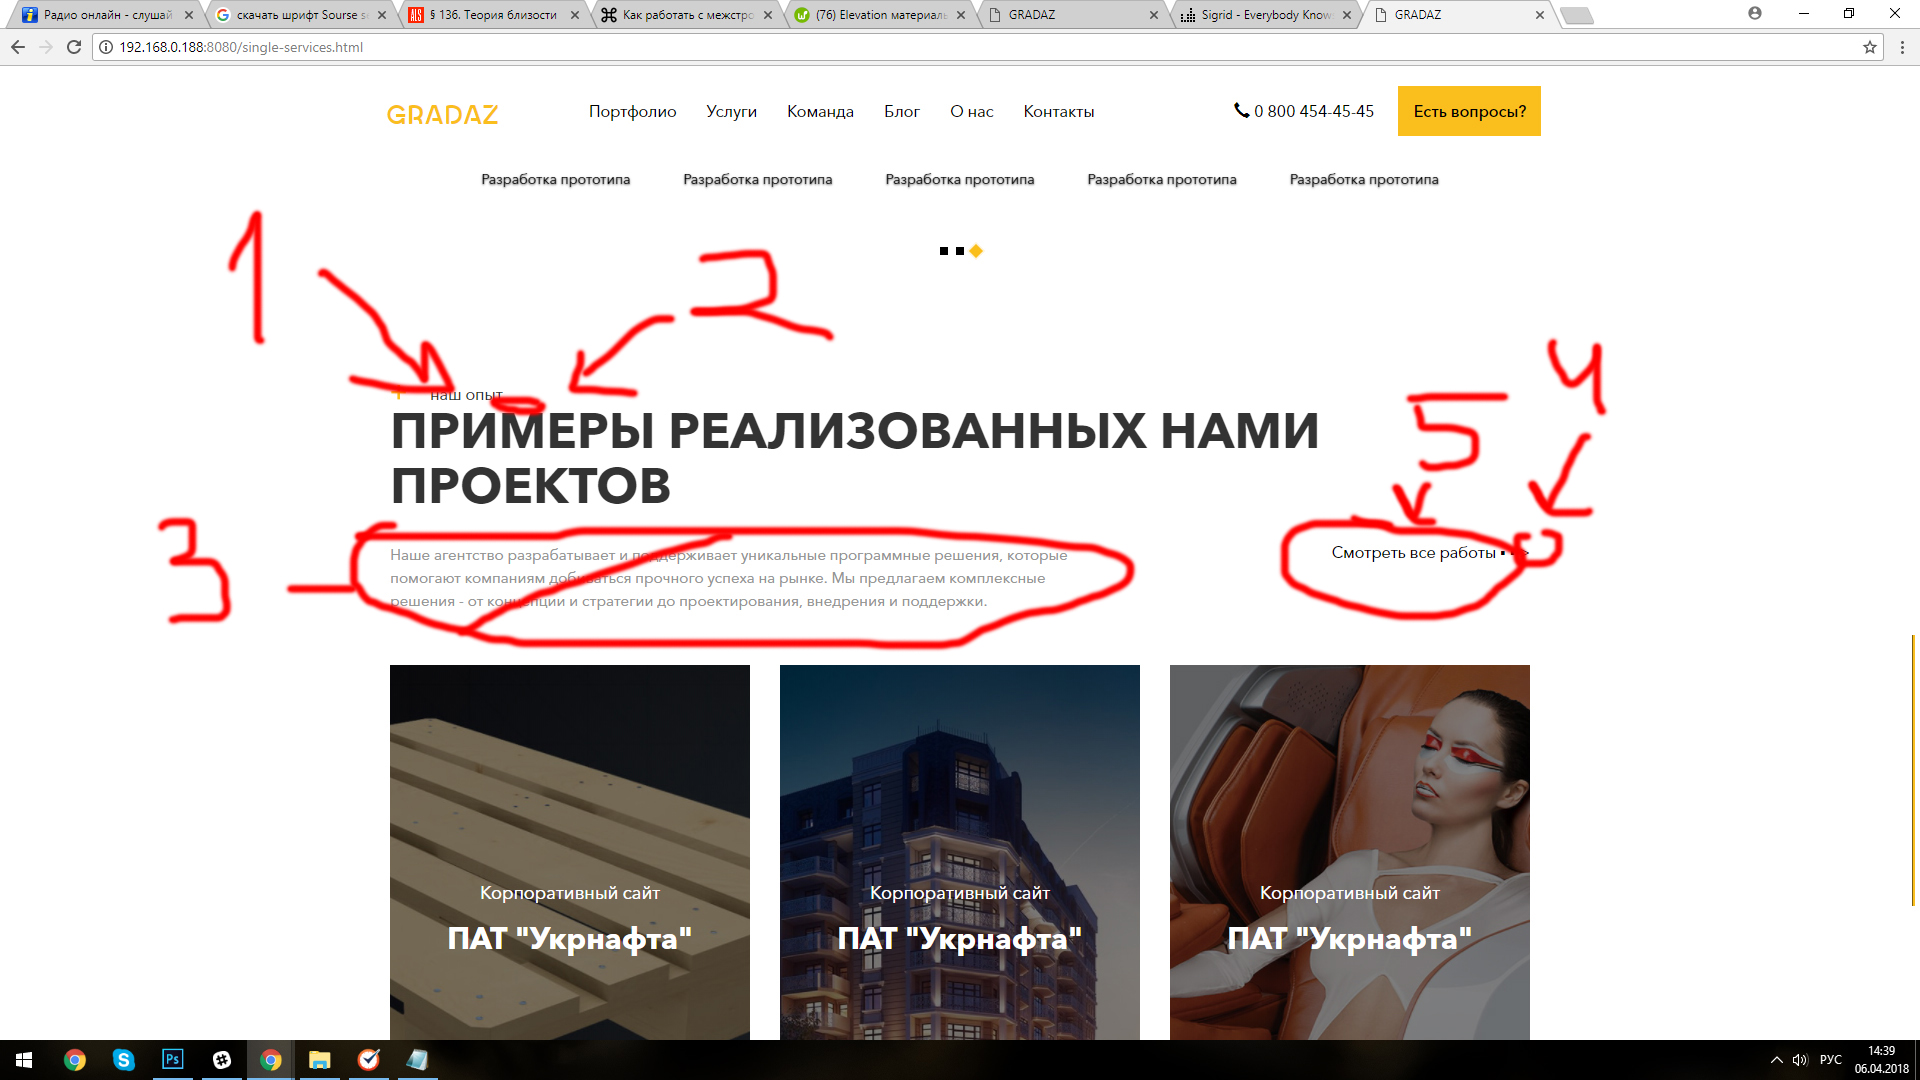 Радио онлайн - слушай
скачать шрифт Sourse s
§ 136. Теория близости
Как работать с межстро
(76) Elevation материаль
GRADAZ
Sigrid - Everybody Know
GRADAZ
192.168.0.188:8080/single-services.html
GRADAZ
Портфолио Услуги Команда Блог О нас Контакты
0 800 454-45-45
Есть вопросы?
Разработка прототипа Разработка прототипа Разработка прототипа Разработка прототипа Разработка прототипа
1
2
4
5
наш опыт
ПРИМЕРЫ РЕАЛИЗОВАННЫХ НАМИ
ПРОЕКТОВ
3
Наше агентство разрабатывает и поддерживает уникальные программные решения, которые
помогают компаниям добиваться прочного успеха на рынке. Мы предлагаем комплексные
решения - от концепции и стратегии до проектирования, внедрения и поддержки.
Смотреть все работы
Корпоративный сайт
ПАТ "Укрнафта"
Корпоративный сайт
ПАТ "Укрнафта"
Корпоративный сайт
ПАТ "Укрнафта"
РУС
14:39
06.04.2018